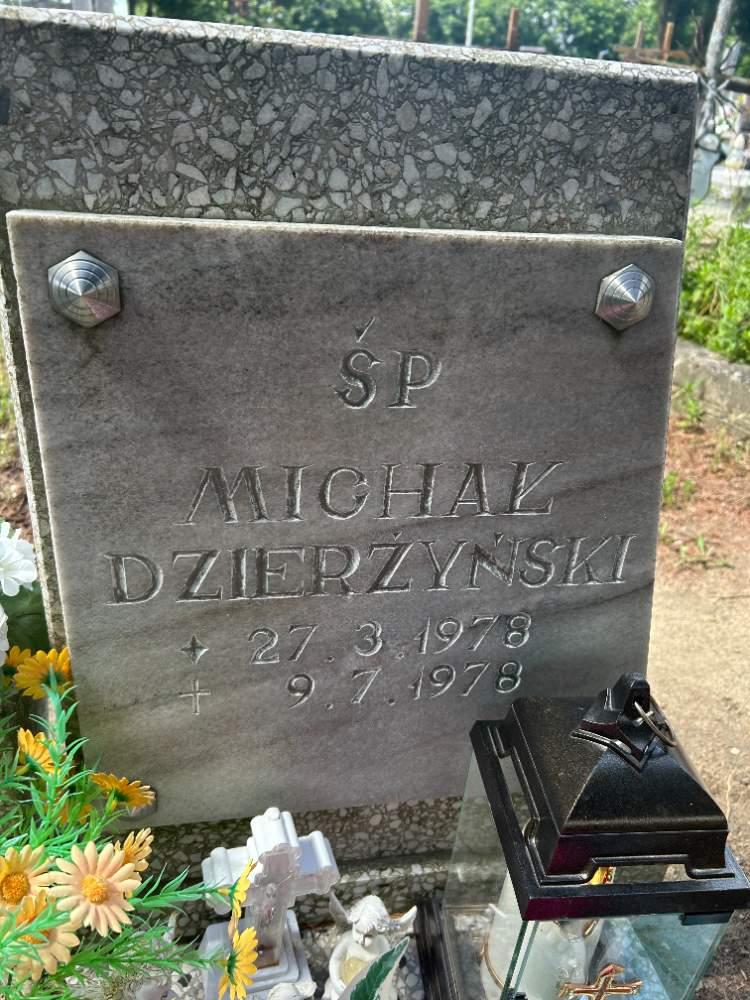 ŚP
MICHAŁ
DZIERŻYŃSKI
✦ 27.3.1978
✝ 9.7.1978